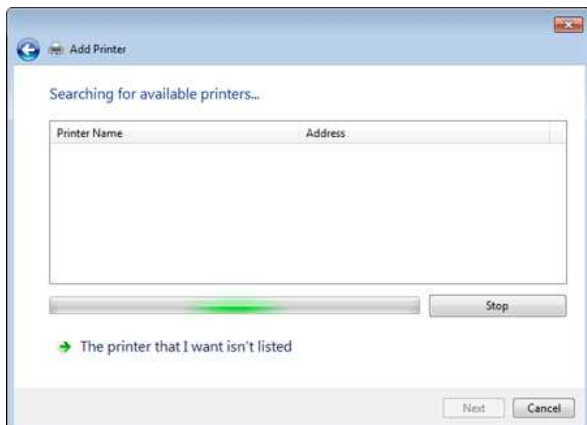 Add Printer
Searching for available printers...
Printer Name Address
Stop
The printer that I want isn't listed
Next Cancel